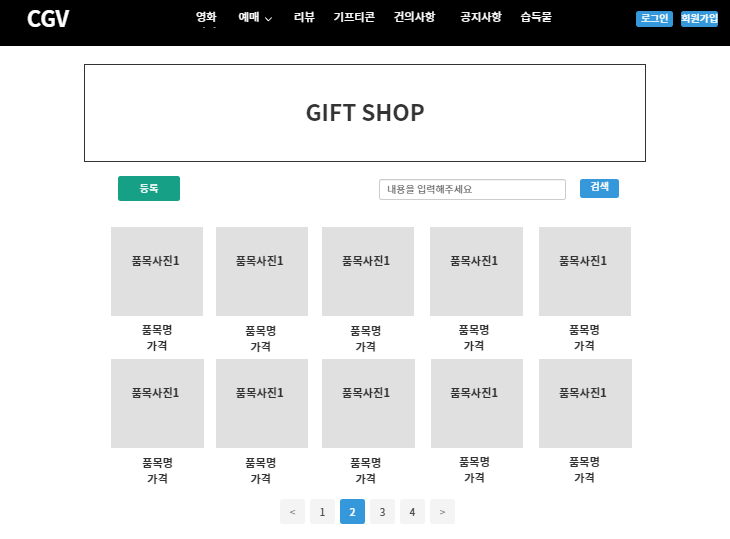 CGV 영화 예매 리뷰 기프티콘 건의사항 공지사항 습득물 로그인 회원가입
GIFT SHOP
등록 내용을 입력해주세요 검색
품목사진1 품목사진1 품목사진1 품목사진1 품목사진1
품목명 품목명 품목명 품목명 품목명
가격 가격 가격 가격 가격
품목사진1 품목사진1 품목사진1 품목사진1 품목사진1
품목명 품목명 품목명 품목명 품목명
가격 가격 가격 가격 가격
< 1 2 3 4 >